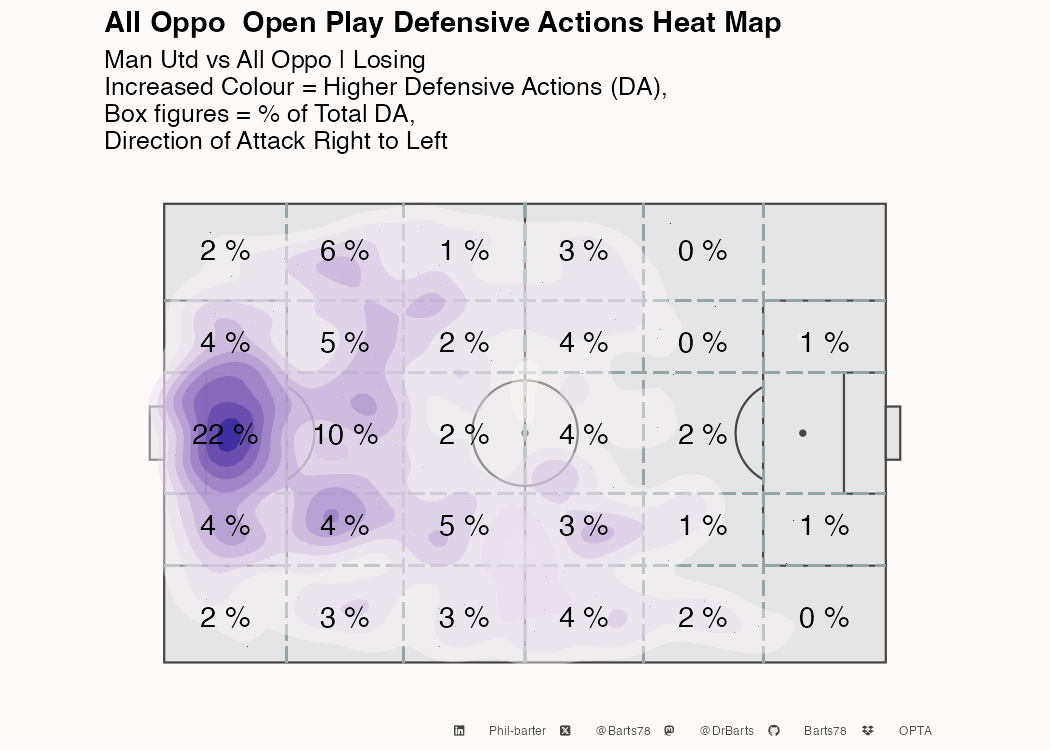 All Oppo  Open Play Defensive Actions Heat Map
Man Utd vs All Oppo | Losing
Increased Colour = Higher Defensive Actions (DA),
Box figures = % of Total DA,
Direction of Attack Right to Left
2 % 6 % 1 % 3 % 0 %
4 % 5 % 2 % 4 % 0 % 1 %
22 % 10 % 2 % 4 % 2 %
4 % 4 % 5 % 3 % 1 % 1 %
2 % 3 % 3 % 4 % 2 % 0 %
Phil-barter @Barts78 @DrBarts Barts78 OPTA